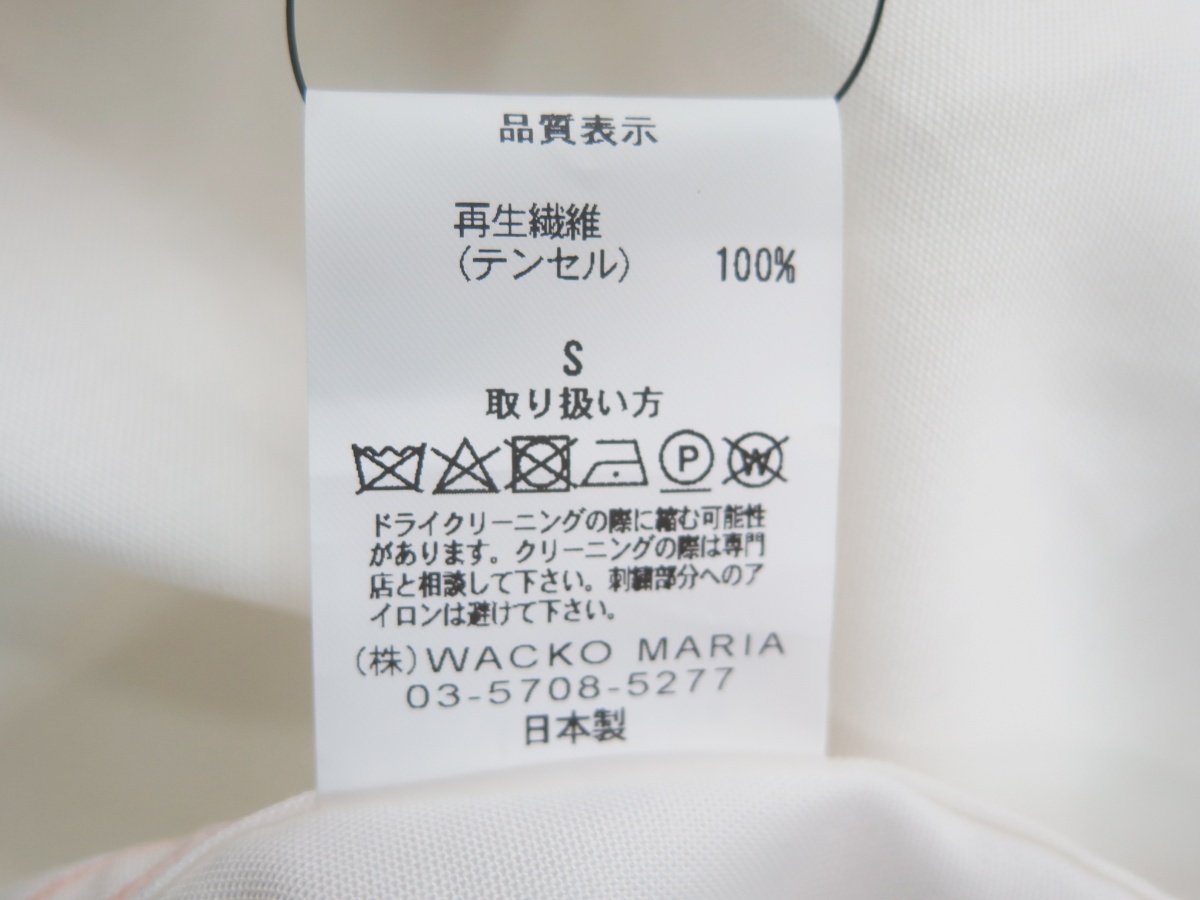 品質表示
再生繊維
(テンセル) 100%
S
取り扱い方
P W
ドライクリーニングの際に縮む可能性
があります。クリーニングの際は専門
店と相談して下さい。刺繍部分へのア
イロンは避けて下さい。
(株)WACKO MARIA
03-5708-5277
日本製